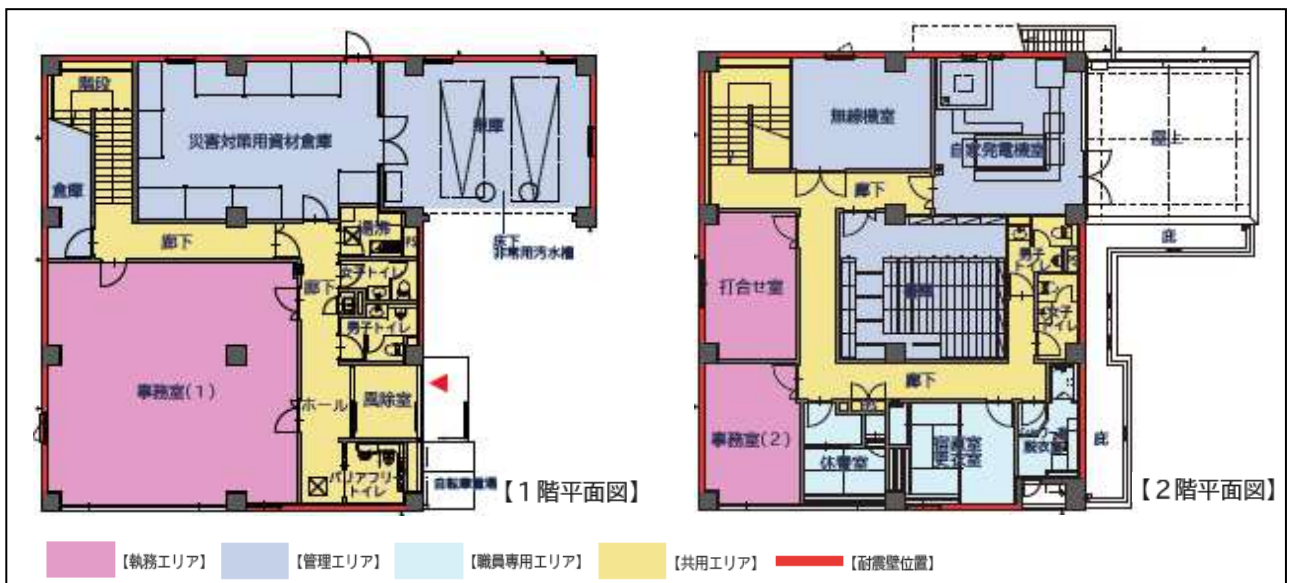 階段
災害対策用資材倉庫
車庫
倉庫
廊下
湯沸
PS
床下
非常用汚水槽
女子トイレ
廊下
男子トイレ
事務室(1)
ホール
風除室
バリアフリー
トイレ
自転車置場
【1階平面図】
無線機室
自家発電機室
屋上
廊下
庇
男子
トイレ
PS
打合せ室
書庫
女子
トイレ
廊下
事務室(2)
休養室
宿直室
更衣室
脱衣室
庇
【2階平面図】
【執務エリア】
【管理エリア】
【職員専用エリア】
【共用エリア】
【耐震壁位置】